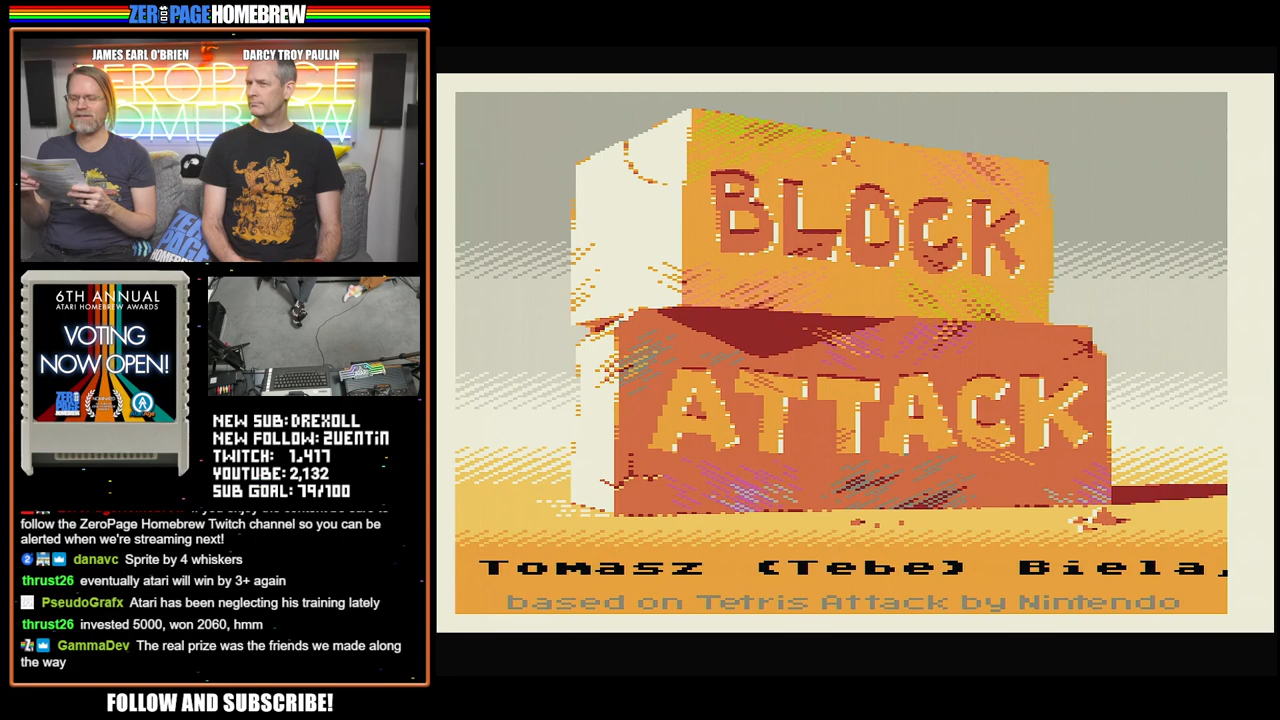 ZEROPAGE HOMEBREW
JAMES EARL O'BRIEN
DARCY TROY PAULIN
ZEROPAGE
HOMEBREW
ZERO
PAGE
HOMEBREW
6TH ANNUAL
ATARI HOMEBREW AWARDS
VOTING
NOW OPEN!
NEW SUB: DREXOLL
NEW FOLLOW: ZUENTIN
TWITCH: 1,417
YOUTUBE: 2,132
SUB GOAL: 79/100
follow the ZeroPage Homebrew Twitch channel so you can be
alerted when we're streaming next!
danavc Sprite by 4 whiskers
thrust26 eventually atari will win by 3+ again
PseudoGrafx Atari has been neglecting his training lately
thrust26 invested 5000, won 2060, hmm
GammaDev The real prize was the friends we made along
the way
FOLLOW AND SUBSCRIBE!
BLOCK
ATTACK
Tomasz (Tebe) Biela,
based on Tetris Attack by Nintendo